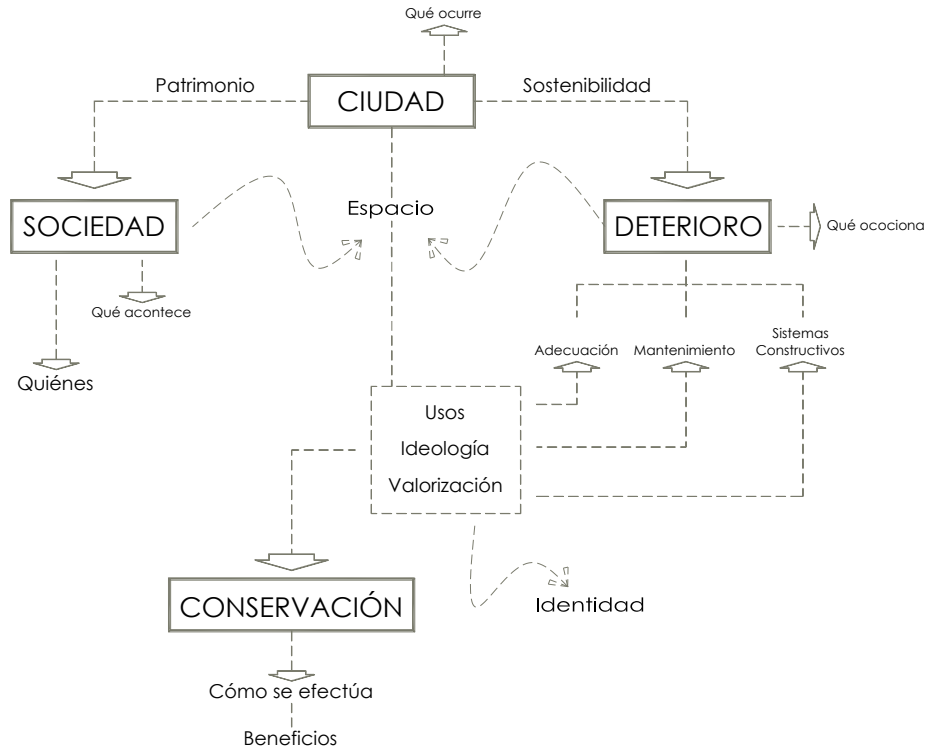 Qué ocurre
Patrimonio
CIUDAD
Sostenibilidad
SOCIEDAD
Espacio
DETERIORO
Qué ocociona
Qué acontece
Quiénes
Adecuación
Mantenimiento
Sistemas
Constructivos
Usos
Ideología
Valorización
CONSERVACIÓN
Identidad
Cómo se efectúa
Beneficios